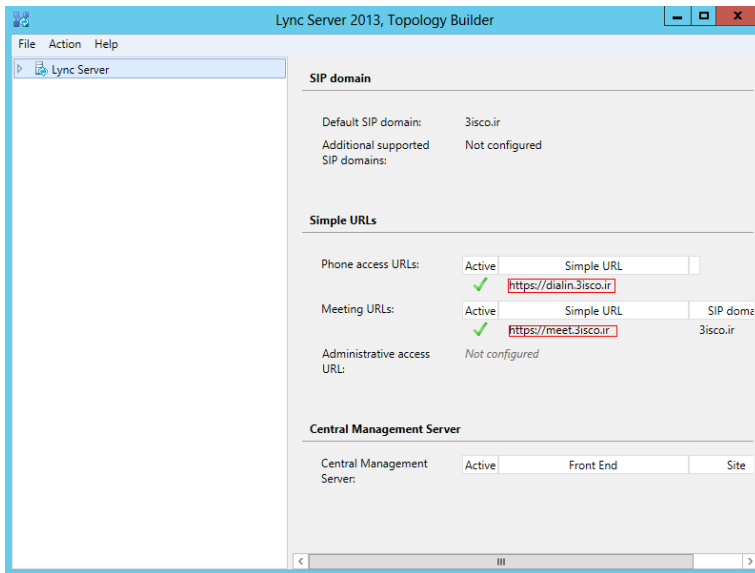 Lync Server 2013, Topology Builder
File Action Help
Lync Server
SIP domain
Default SIP domain: 3isco.ir
Additional supported SIP domains: Not configured
Simple URLs
Phone access URLs: Active Simple URL
https://dialin.3isco.ir
Meeting URLs: Active Simple URL SIP doma
https://meet.3isco.ir 3isco.ir
Administrative access URL: Not configured
Central Management Server
Central Management Server: Active Front End Site